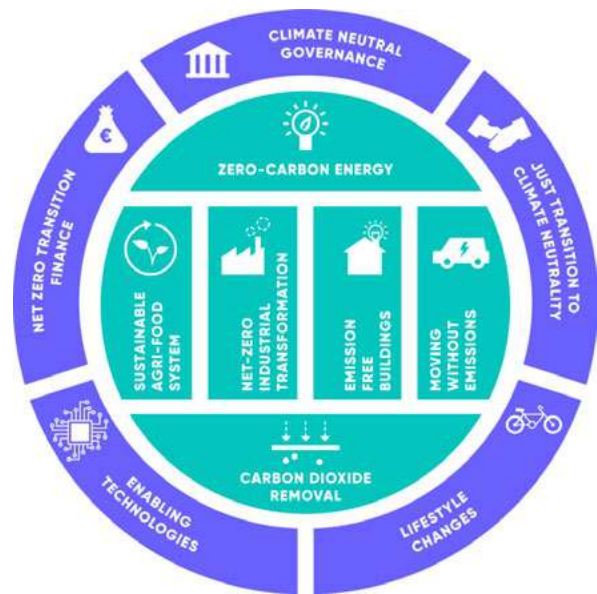 CLIMATE NEUTRAL
GOVERNANCE
JUST TRANSITION TO
CLIMATE NEUTRALITY
LIFESTYLE
CHANGES
ENABLING
TECHNOLOGIES
NET ZERO TRANSITION
FINANCE
€
ZERO-CARBON ENERGY
SUSTAINABLE
AGRI-FOOD
SYSTEM
NET-ZERO
INDUSTRIAL
TRANSFORMATION
EMISSION
FREE
BUILDINGS
MOVING
WITHOUT
EMISSIONS
CARBON DIOXIDE
REMOVAL